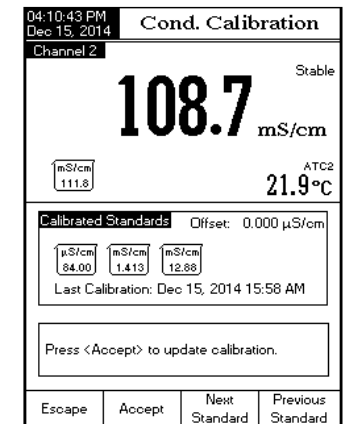 04:10:43 PM
Dec 15, 2014
Cond. Calibration
Channel 2
Stable
108.7 mS/cm
mS/cm
111.8
ATC2
21.9°C
Calibrated Standards Offset: 0.000 µS/cm
µS/cm mS/cm mS/cm
84.00 1.413 12.88
Last Calibration: Dec 15, 2014 15:58 AM
Press <Accept> to update calibration.
Escape Accept Next Standard Previous Standard